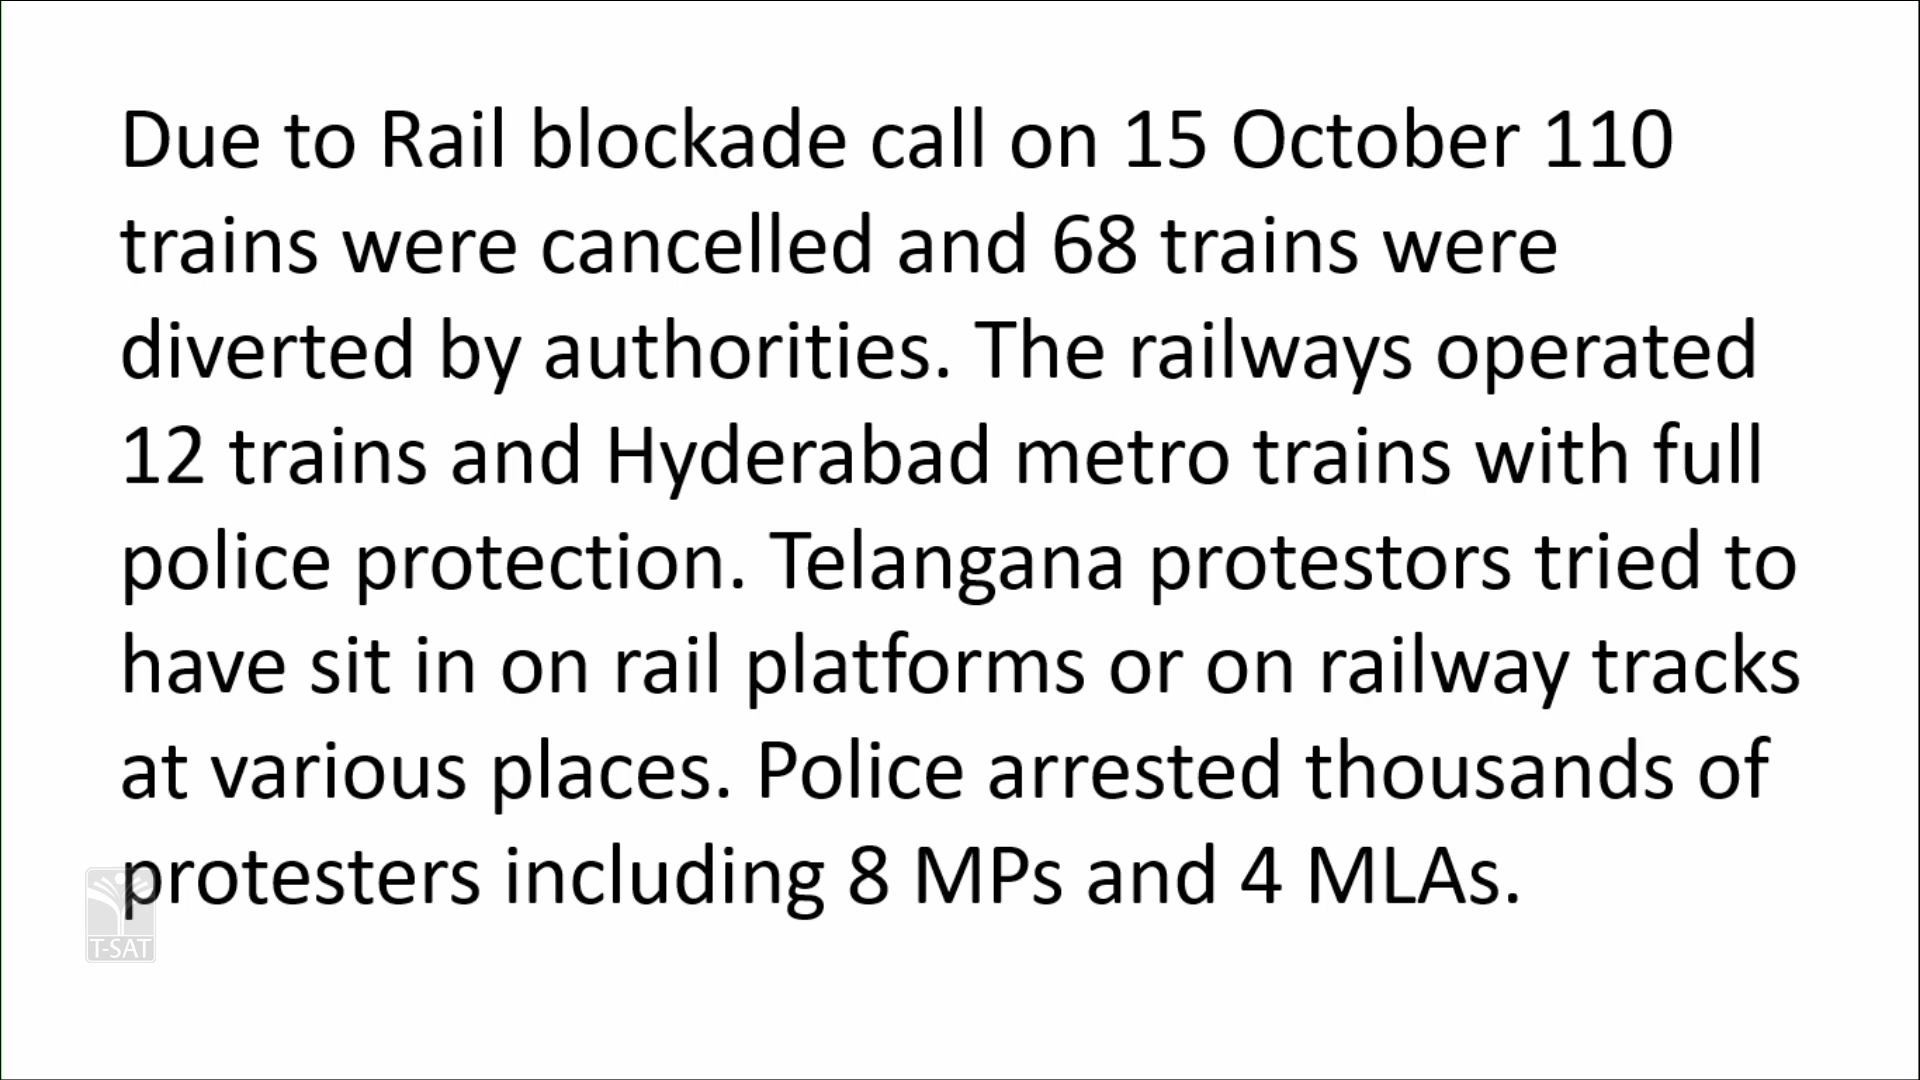 Due to Rail blockade call on 15 October 110
trains were cancelled and 68 trains were
diverted by authorities. The railways operated
12 trains and Hyderabad metro trains with full
police protection. Telangana protestors tried to
have sit in on rail platforms or on railway tracks
at various places. Police arrested thousands of
protesters including 8 MPs and 4 MLAs.
T-SAT